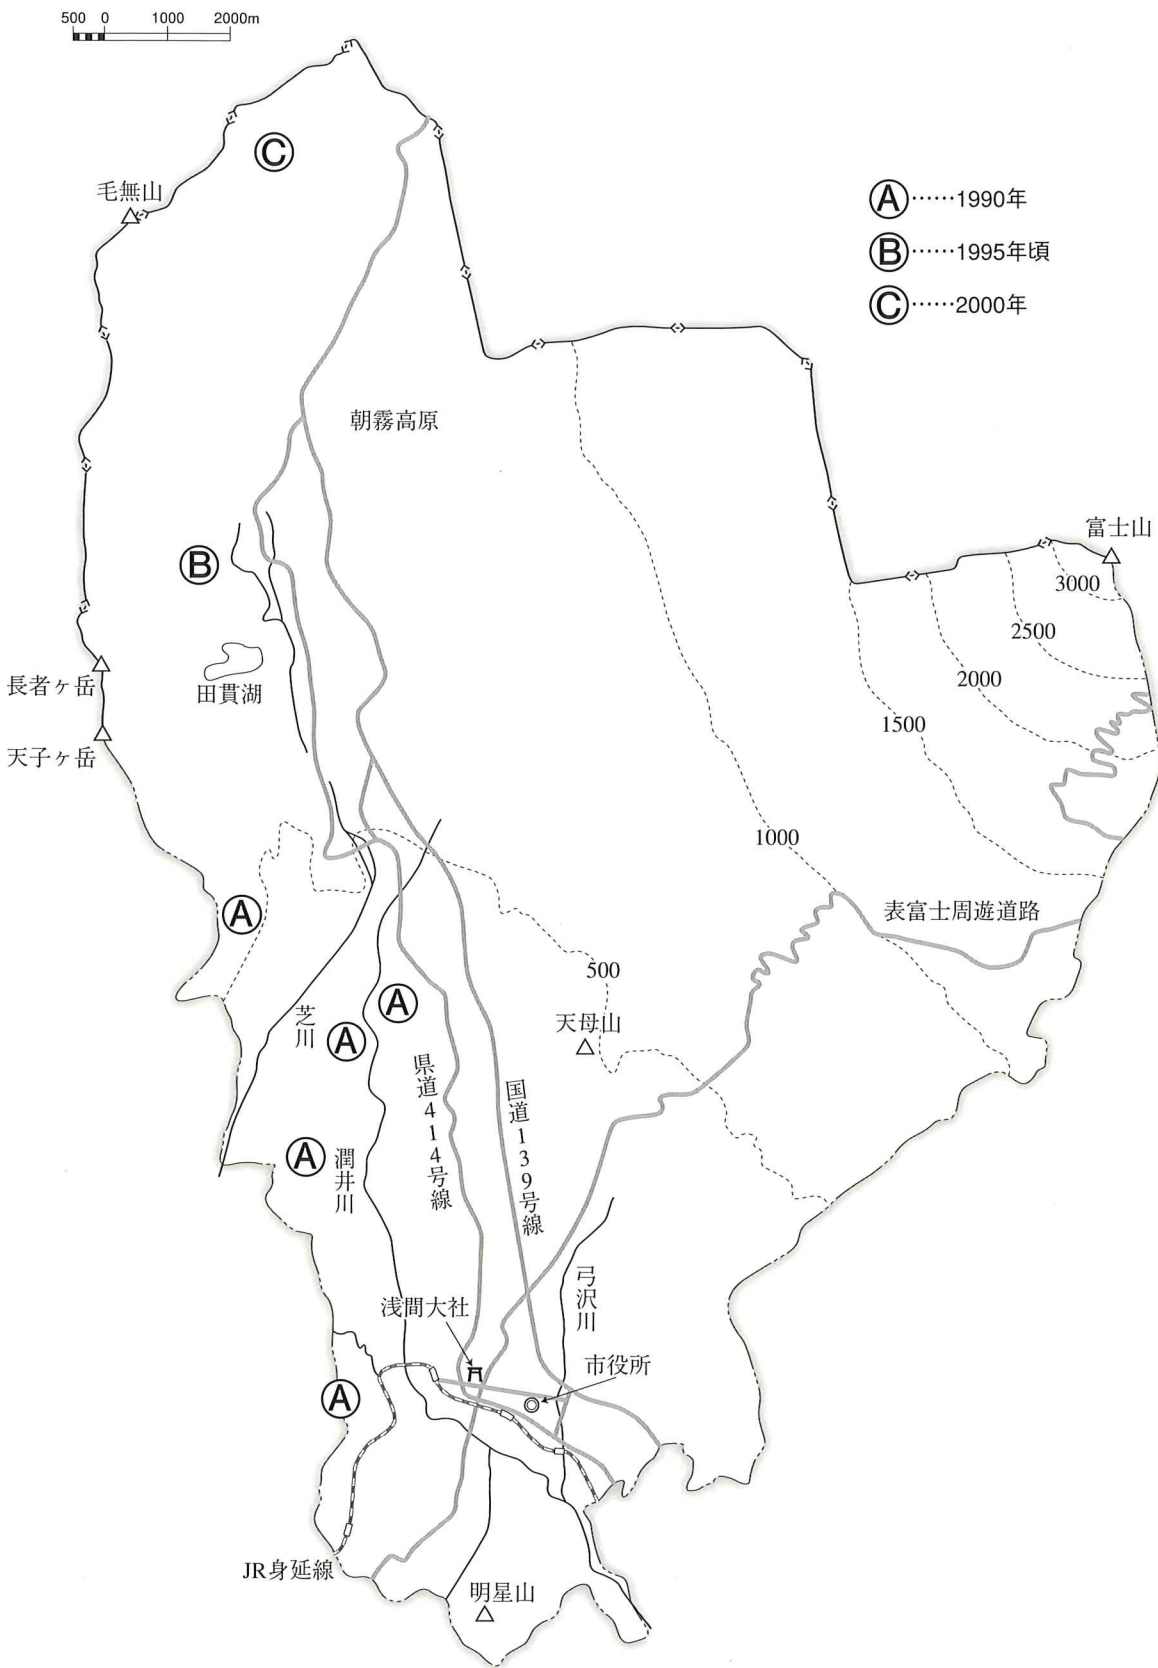 500 0 1000 2000m
Ⓒ
毛無山
Ⓐ……1990年
Ⓑ……1995年頃
Ⓒ……2000年
朝霧高原
富士山
Ⓑ
3000
2500
長者ヶ岳
田貫湖
2000
1500
天子ヶ岳
1000
Ⓐ
表富士周遊道路
500
Ⓐ
芝川
天母山
Ⓐ
県道414号線
国道139号線
Ⓐ
潤井川
弓沢川
浅間大社
市役所
Ⓐ
JR身延線
明星山